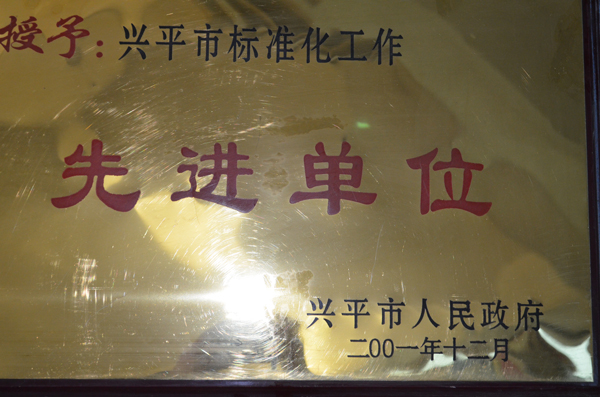 授予:兴平市标准化工作
先进单位
兴平市人民政府
二00一年十二月